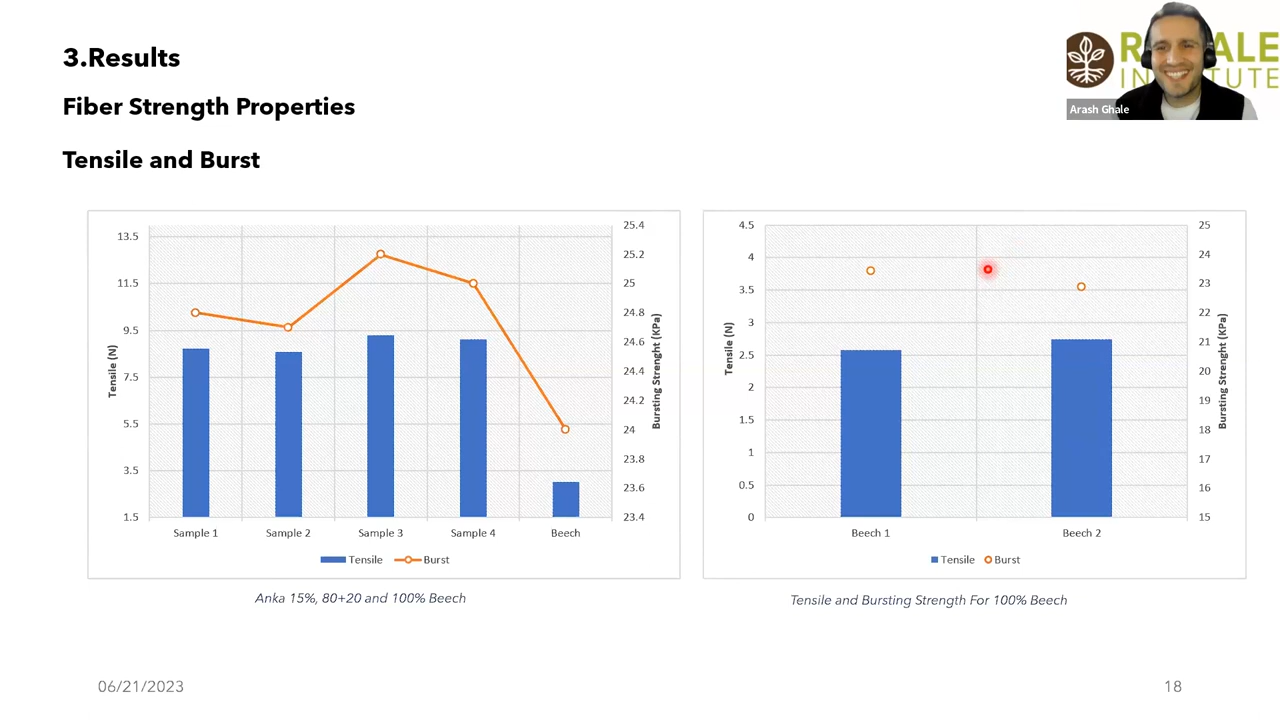 3.Results
Fiber Strength Properties
Tensile and Burst
INSTITUTE
Arash Ghale
13.5
11.5
9.5
7.5
5.5
3.5
1.5
Tensile (N)
25.4
25.2
25
24.8
24.6
24.4
24.2
24
23.8
23.6
23.4
Bursting Strenght (KPa)
Sample 1 Sample 2 Sample 3 Sample 4 Beech
Tensile Burst
Anka 15%, 80+20 and 100% Beech
4.5
4
3.5
3
2.5
2
1.5
1
0.5
0
Tensile (N)
25
24
23
22
21
20
19
18
17
16
15
Bursting Strenght (KPa)
Beech 1 Beech 2
Tensile Burst
Tensile and Bursting Strength For 100% Beech
06/21/2023
18